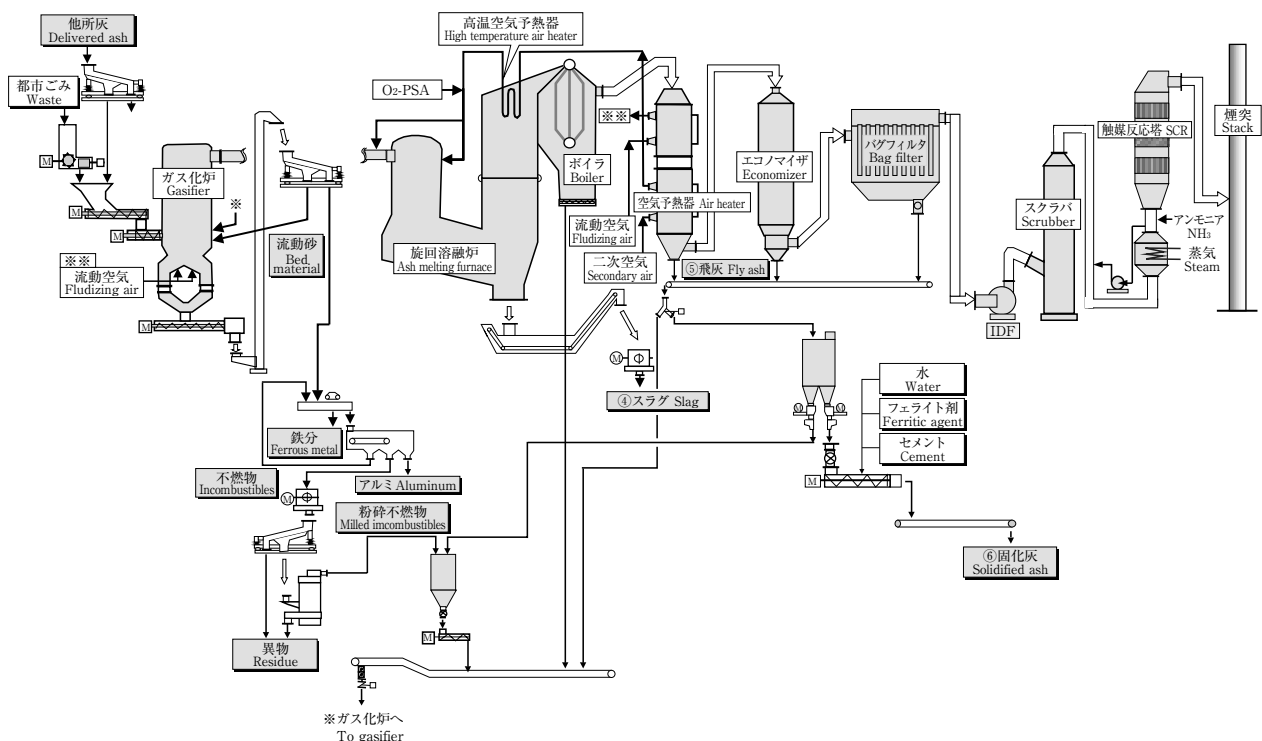 他所灰
Delivered ash
都市ごみ
Waste
M
M
M
ガス化炉
Gasifier
※
※※
流動空気
Fludizing air
M
流動砂
Bed
material
高温空気予熱器
High temperature air heater
O2-PSA
旋回溶融炉
Ash melting furnace
ボイラ
Boiler
※※
空気予熱器 Air heater
流動空気
Fludizing air
二次空気
Secondary air
エコノマイザ
Economizer
バグフィルタ
Bag filter
⑤飛灰 Fly ash
IDF
スクラバ
Scrubber
触媒反応塔 SCR
アンモニア
NH3
蒸気
Steam
煙突
Stack
M
④スラグ Slag
鉄分
Ferrous metal
アルミ Aluminum
不燃物
Incombustibles
M
粉砕不燃物
Milled imcombustibles
異物
Residue
M
※ガス化炉へ
To gasifier
M
M
水
Water
フェライト剤
Ferritic agent
セメント
Cement
M
⑥固化灰
Solidified ash